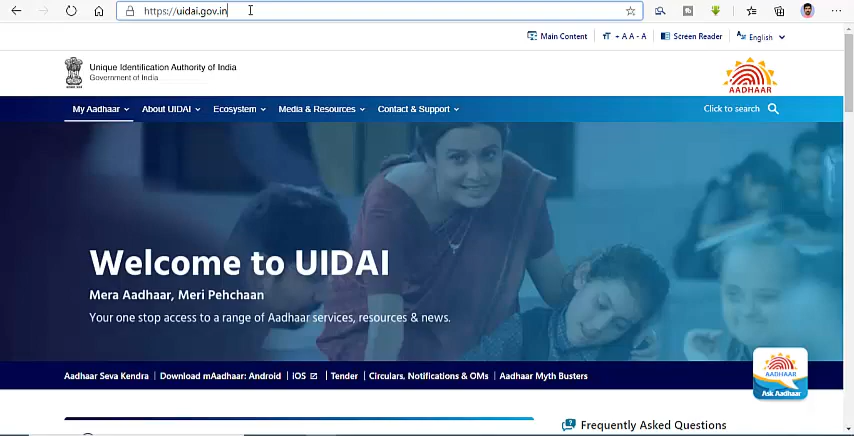 https://uidai.gov.in
Main Content
+ A A - A
Screen Reader
English
Unique Identification Authority of India
Government of India
AADHAAR
My Aadhaar
About UIDAI
Ecosystem
Media & Resources
Contact & Support
Click to search
Welcome to UIDAI
Mera Aadhaar, Meri Pehchaan
Your one stop access to a range of Aadhaar services, resources & news.
Aadhaar Seva Kendra
Download mAadhaar: Android
iOS
Tender
Circulars, Notifications & OMs
Aadhaar Myth Busters
AADHAAR
Ask Aadhaar
Frequently Asked Questions